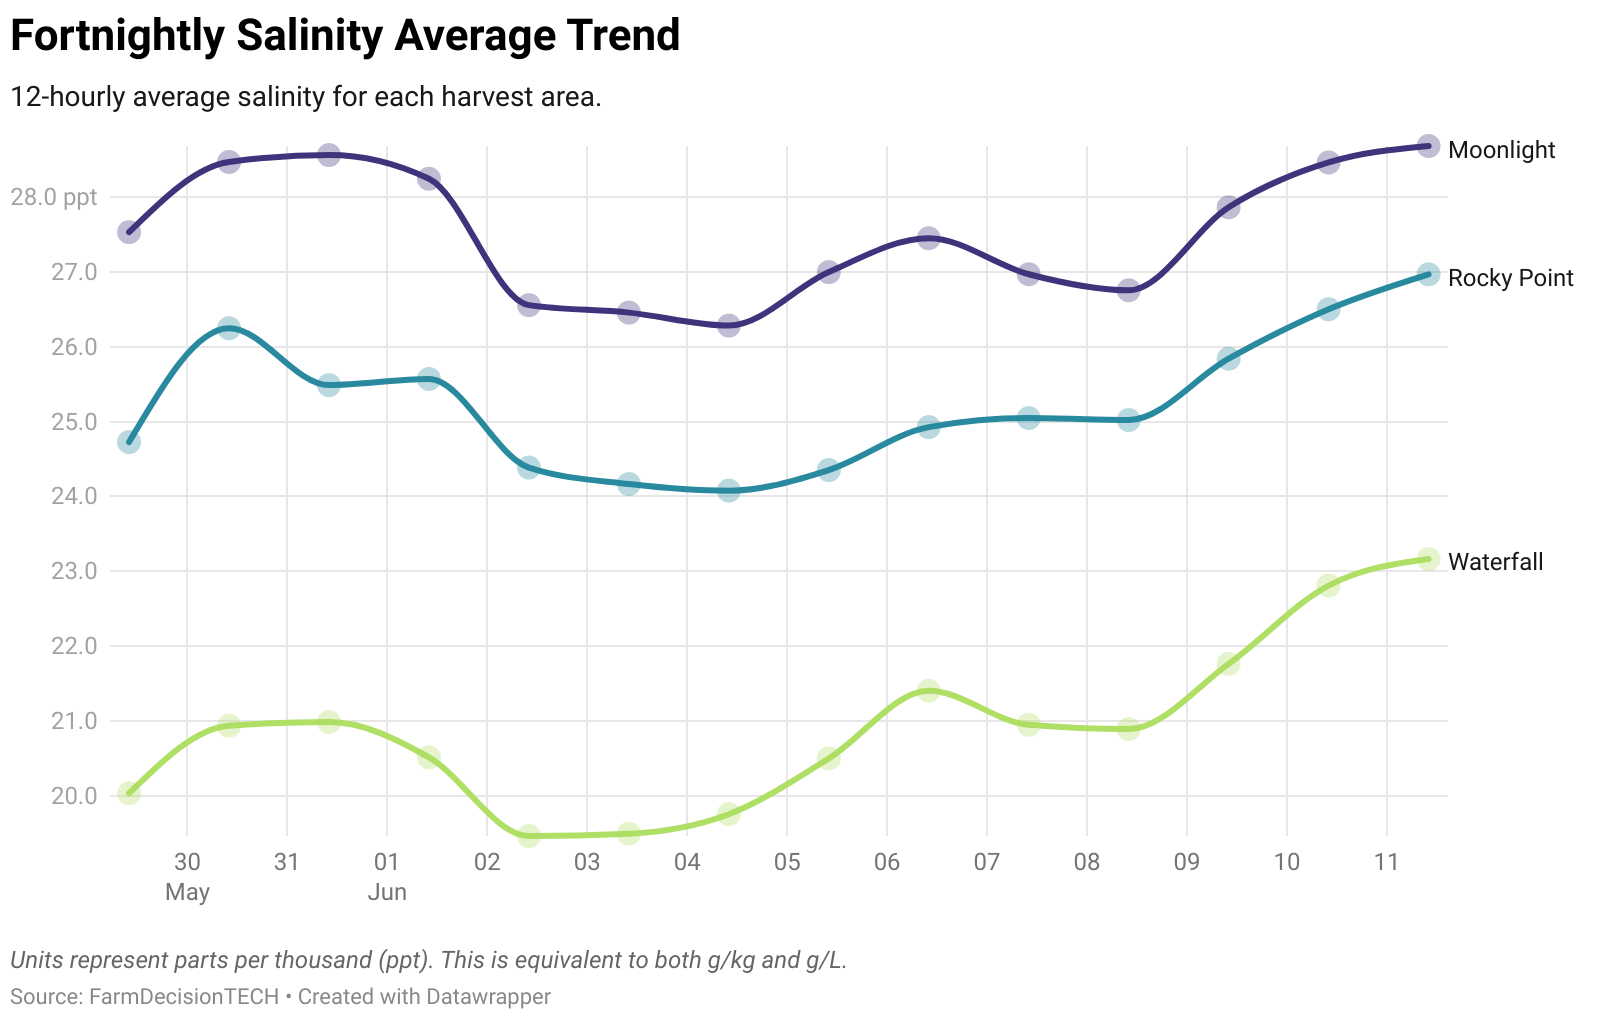 Fortnightly Salinity Average Trend
12-hourly average salinity for each harvest area.
Moonlight
28.0 ppt
27.0
Rocky Point
26.0
25.0
24.0
23.0
Waterfall
22.0
21.0
20.0
30 31 01 02 03 04 05 06 07 08 09 10 11
May Jun
Units represent parts per thousand (ppt). This is equivalent to both g/kg and g/L.
Source: FarmDecisionTECH • Created with Datawrapper